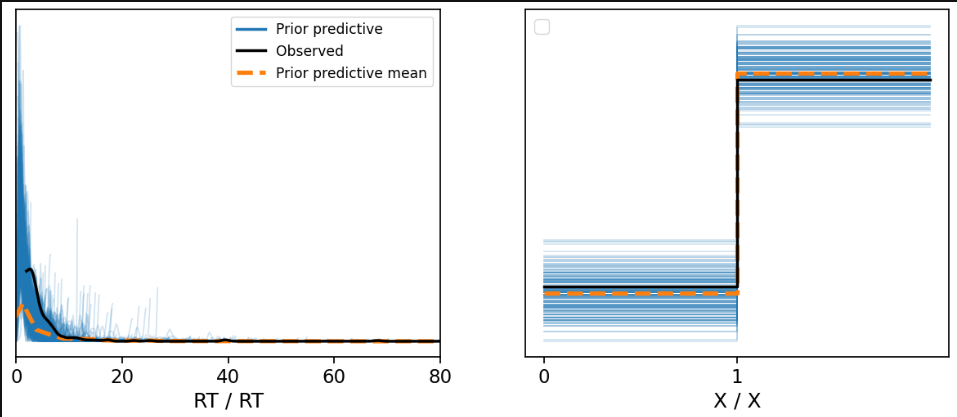 Prior predictive
Observed
Prior predictive mean
0 20 40 60 80
RT / RT
0 1
X / X